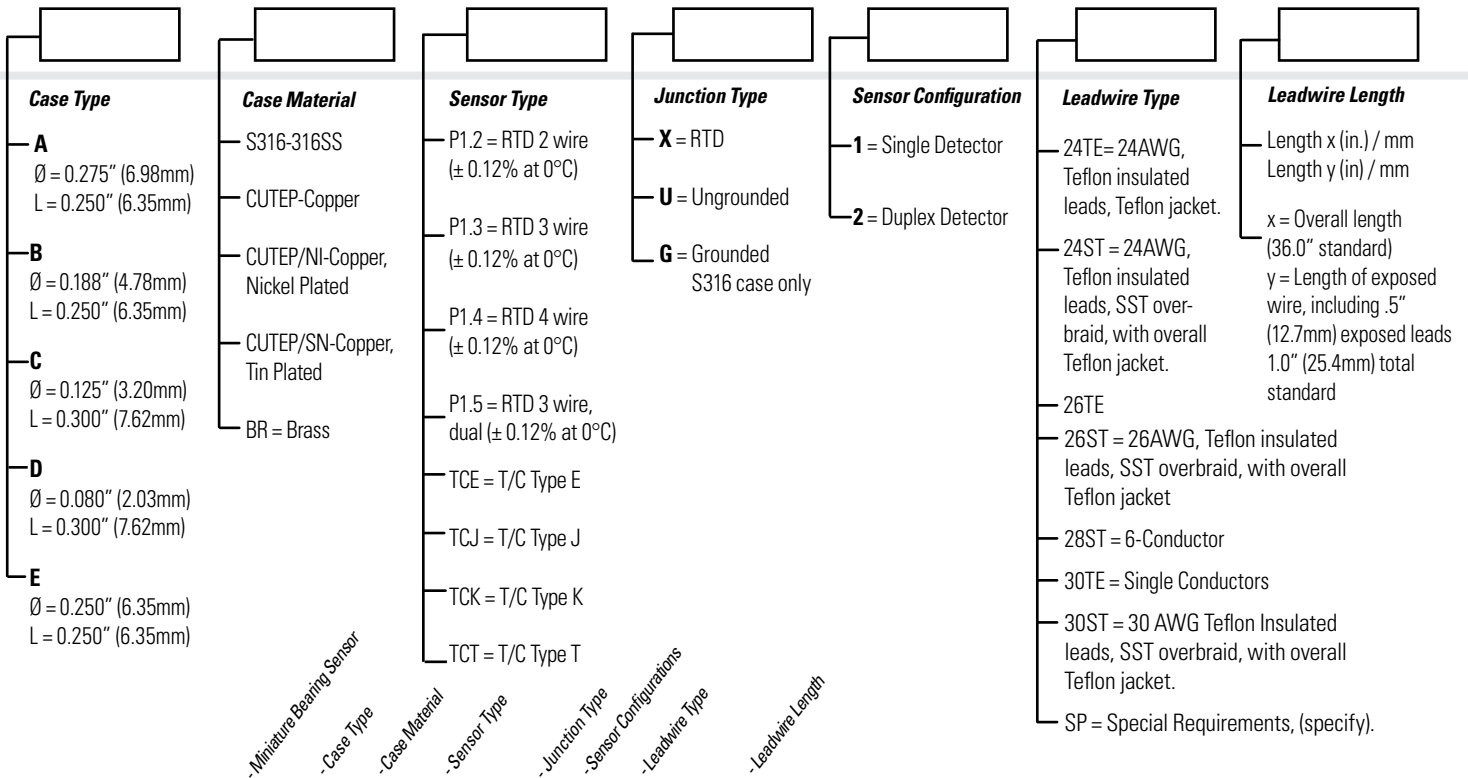 Case Type
A
Ø = 0.275" (6.98mm)
L = 0.250" (6.35mm)
B
Ø = 0.188" (4.78mm)
L = 0.250" (6.35mm)
C
Ø = 0.125" (3.20mm)
L = 0.300" (7.62mm)
D
Ø = 0.080" (2.03mm)
L = 0.300" (7.62mm)
E
Ø = 0.250" (6.35mm)
L = 0.250" (6.35mm)
Case Material
S316-316SS
CUTEP-Copper
CUTEP/NI-Copper,
Nickel Plated
CUTEP/SN-Copper,
Tin Plated
BR = Brass
Sensor Type
P1.2 = RTD 2 wire
(± 0.12% at 0°C)
P1.3 = RTD 3 wire
(± 0.12% at 0°C)
P1.4 = RTD 4 wire
(± 0.12% at 0°C)
P1.5 = RTD 3 wire,
dual (± 0.12% at 0°C)
TCE = T/C Type E
TCJ = T/C Type J
TCK = T/C Type K
TCT = T/C Type T
Junction Type
X = RTD
U = Ungrounded
G = Grounded
S316 case only
Sensor Configuration
1 = Single Detector
2 = Duplex Detector
Leadwire Type
24TE= 24AWG,
Teflon insulated
leads, Teflon jacket.
24ST = 24AWG,
Teflon insulated
leads, SST over-
braid, with overall
Teflon jacket.
26TE
26ST = 26AWG, Teflon insulated
leads, SST overbraid, with overall
Teflon jacket
28ST = 6-Conductor
30TE = Single Conductors
30ST = 30 AWG Teflon Insulated
leads, SST overbraid, with overall
Teflon jacket.
SP = Special Requirements, (specify).
Leadwire Length
Length x (in.) / mm
Length y (in) / mm
x = Overall length
(36.0" standard)
y = Length of exposed
wire, including .5"
(12.7mm) exposed leads
1.0" (25.4mm) total
standard
- Miniature Bearing Sensor
- Case Type
- Case Material
- Sensor Type
- Junction Type
- Sensor Configurations
- Leadwire Type
- Leadwire Length